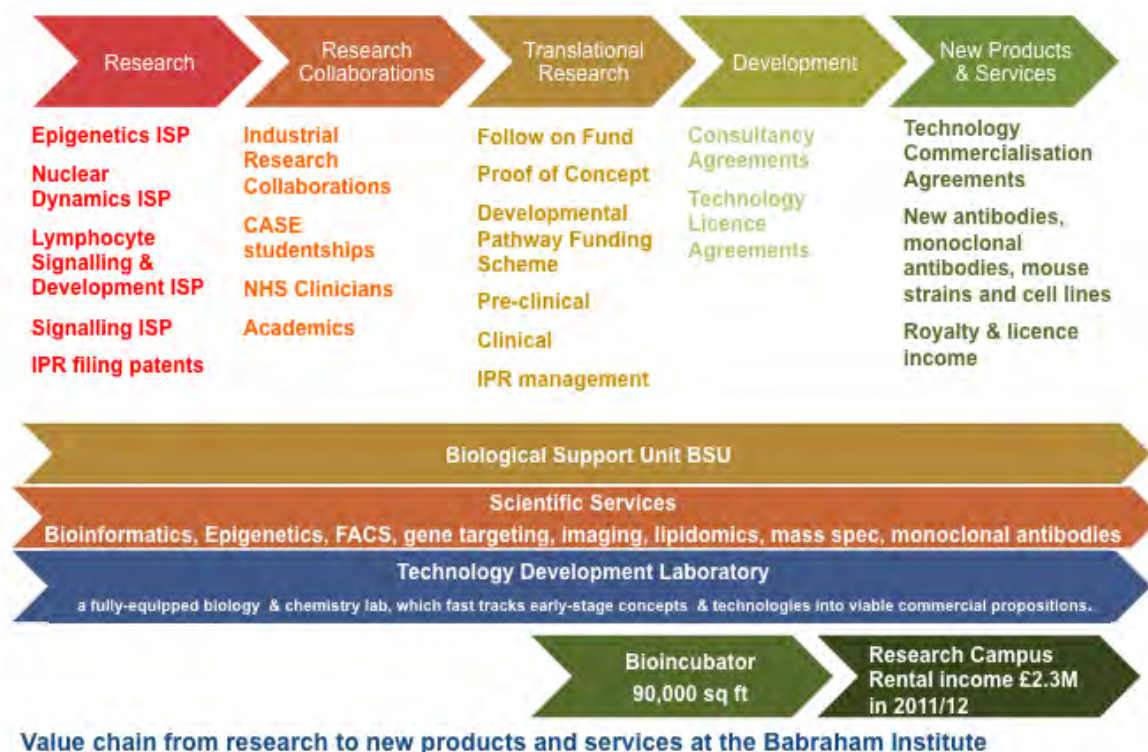 Research
Research
Collaborations
Translational
Research
Development
New Products
& Services
Epigenetics ISP
Nuclear
Dynamics ISP
Lymphocyte
Signalling &
Development ISP
Signalling ISP
IPR filing patents
Industrial
Research
Collaborations
CASE
studentships
NHS Clinicians
Academics
Follow on Fund
Proof of Concept
Developmental
Pathway Funding
Scheme
Pre-clinical
Clinical
IPR management
Consultancy
Agreements
Technology
Licence
Agreements
Technology
Commercialisation
Agreements
New antibodies,
monoclonal
antibodies, mouse
strains and cell lines
Royalty & licence
income
Biological Support Unit BSU
Scientific Services
Bioinformatics, Epigenetics, FACS, gene targeting, imaging, lipidomics, mass spec, monoclonal antibodies
Technology Development Laboratory
a fully-equipped biology & chemistry lab, which fast tracks early-stage concepts & technologies into viable commercial propositions.
Bioincubator
90,000 sq ft
Research Campus
Rental income £2.3M
in 2011/12
Value chain from research to new products and services at the Babraham Institute